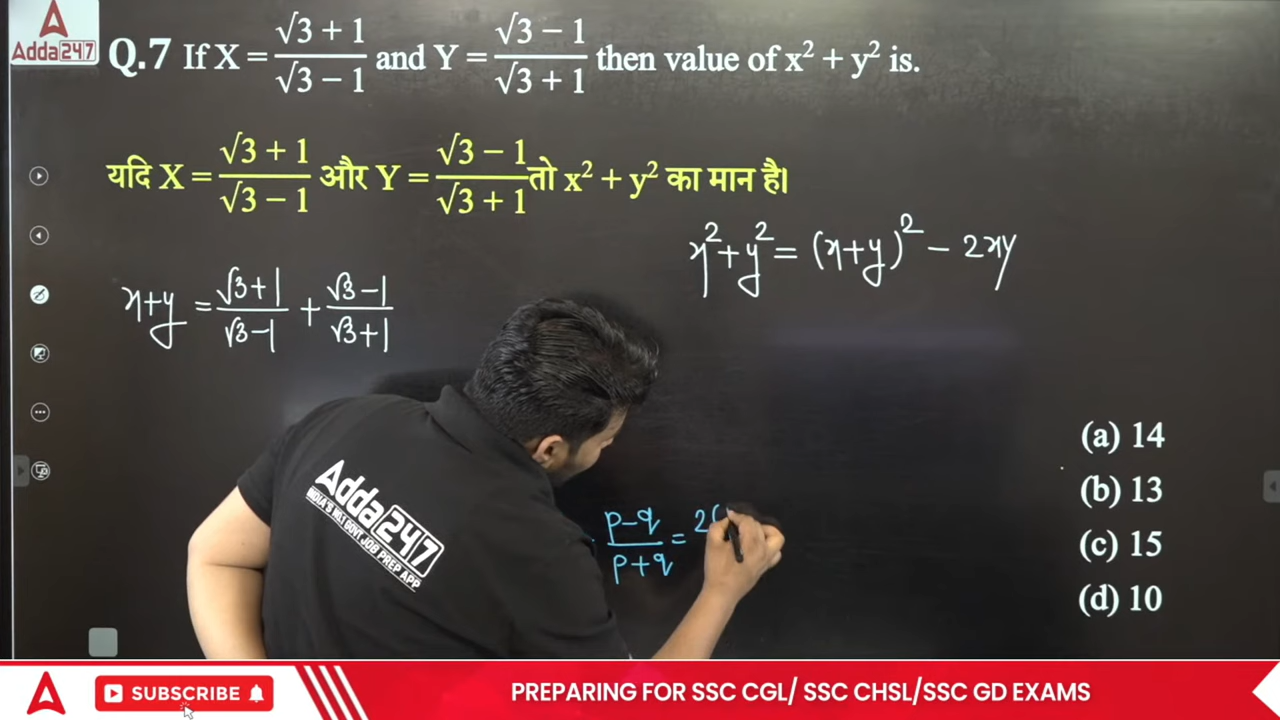 Adda247
Q.7 If X = (√3 + 1)/(√3 − 1) and Y = (√3 − 1)/(√3 + 1) then value of x² + y² is.
यदि X = (√3 + 1)/(√3 − 1) और Y = (√3 − 1)/(√3 + 1) तो x² + y² का मान है।
x² + y² = (x+y)² − 2xy
x+y = (√3+1)/(√3−1) + (√3−1)/(√3+1)
(p−q)/(p+q) = 2(
(a) 14
(b) 13
(c) 15
(d) 10
Adda247
INDIA'S NO.1 GOVT JOB PREP APP
SUBSCRIBE
PREPARING FOR SSC CGL/ SSC CHSL/SSC GD EXAMS